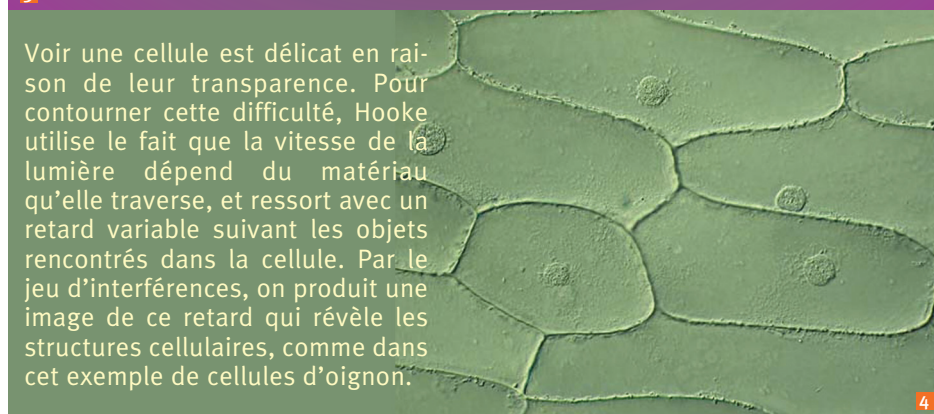 Voir une cellule est délicat en rai-
son de leur transparence. Pour
contourner cette difficulté, Hooke
utilise le fait que la vitesse de la
lumière dépend du matériau
qu'elle traverse, et ressort avec un
retard variable suivant les objets
rencontrés dans la cellule. Par le
jeu d'interférences, on produit une
image de ce retard qui révèle les
structures cellulaires, comme dans
cet exemple de cellules d'oignon.
4